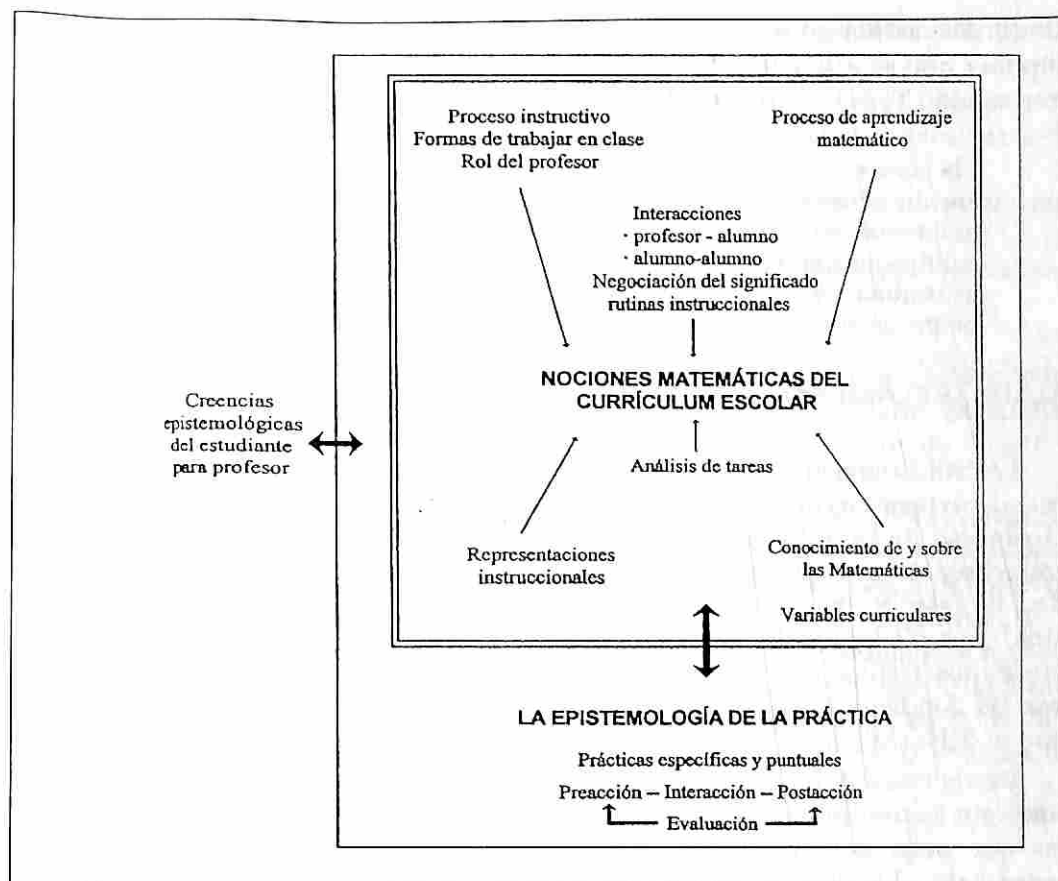 Proceso instructivo
Formas de trabajar en clase
Rol del profesor
Proceso de aprendizaje
matemático
Interacciones
· profesor - alumno
· alumno-alumno
Negociación del significado
rutinas instruccionales
NOCIONES MATEMÁTICAS DEL
CURRÍCULUM ESCOLAR
Creencias
epistemológicas
del estudiante
para profesor
Análisis de tareas
Representaciones
instruccionales
Conocimiento de y sobre
las Matemáticas
Variables curriculares
LA EPISTEMOLOGÍA DE LA PRÁCTICA
Prácticas específicas y puntuales
Preacción – Interacción – Postacción
Evaluación